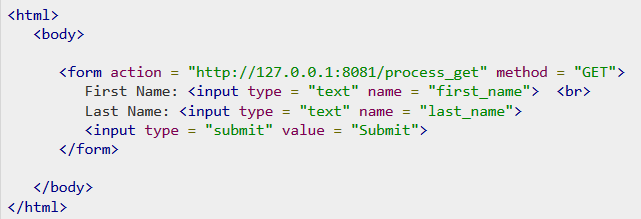 <html>
<body>
<form action = "http://127.0.0.1:8081/process_get" method = "GET">
First Name: <input type = "text" name = "first_name">  <br>
Last Name: <input type = "text" name = "last_name">
<input type = "submit" value = "Submit">
</form>
</body>
</html>